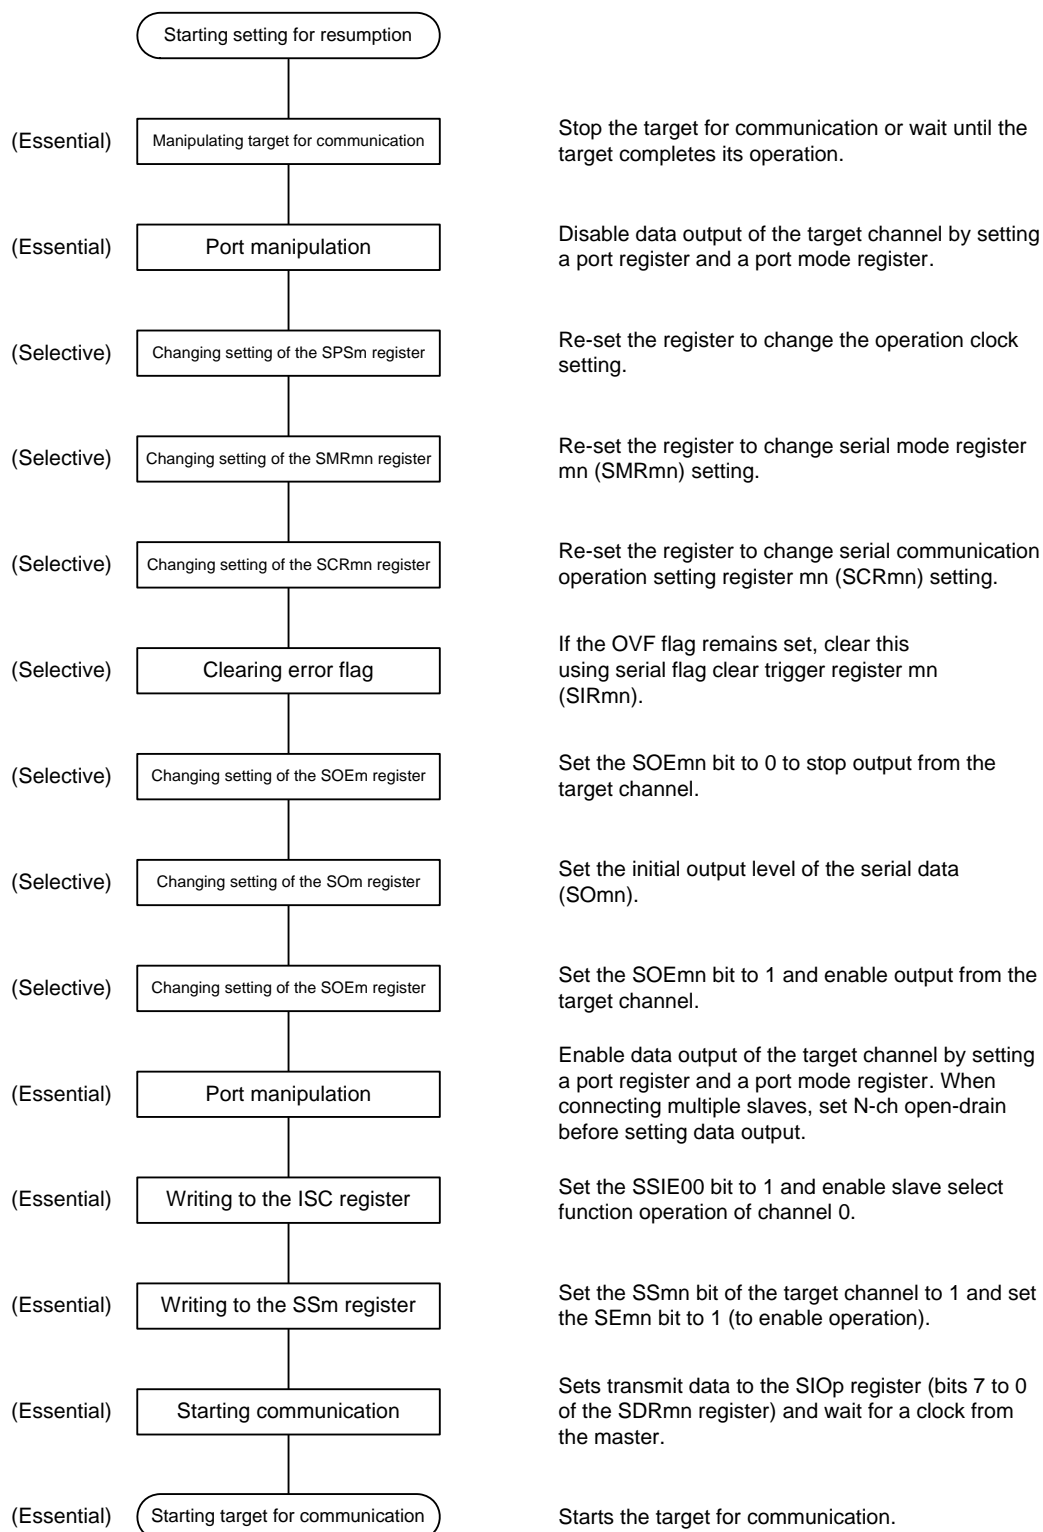 Starting setting for resumption
(Essential)
Manipulating target for communication
Stop the target for communication or wait until the
target completes its operation.
(Essential)
Port manipulation
Disable data output of the target channel by setting
a port register and a port mode register.
(Selective)
Changing setting of the SPSm register
Re-set the register to change the operation clock
setting.
(Selective)
Changing setting of the SMRmn register
Re-set the register to change serial mode register
mn (SMRmn) setting.
(Selective)
Changing setting of the SCRmn register
Re-set the register to change serial communication
operation setting register mn (SCRmn) setting.
(Selective)
Clearing error flag
If the OVF flag remains set, clear this
using serial flag clear trigger register mn
(SIRmn).
(Selective)
Changing setting of the SOEm register
Set the SOEmn bit to 0 to stop output from the
target channel.
(Selective)
Changing setting of the SOm register
Set the initial output level of the serial data
(SOmn).
(Selective)
Changing setting of the SOEm register
Set the SOEmn bit to 1 and enable output from the
target channel.
(Essential)
Port manipulation
Enable data output of the target channel by setting
a port register and a port mode register. When
connecting multiple slaves, set N-ch open-drain
before setting data output.
(Essential)
Writing to the ISC register
Set the SSIE00 bit to 1 and enable slave select
function operation of channel 0.
(Essential)
Writing to the SSm register
Set the SSmn bit of the target channel to 1 and set
the SEmn bit to 1 (to enable operation).
(Essential)
Starting communication
Sets transmit data to the SIOp register (bits 7 to 0
of the SDRmn register) and wait for a clock from
the master.
(Essential)
Starting target for communication
Starts the target for communication.